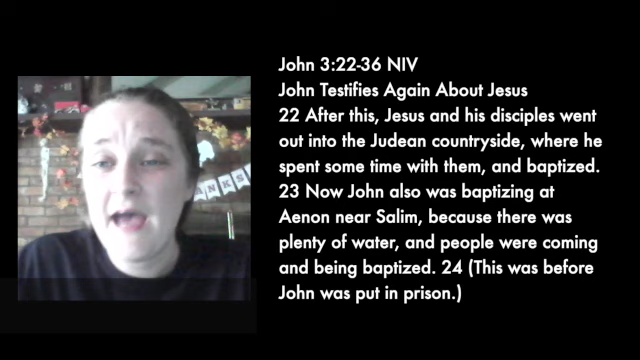 John 3:22-36 NIV
John Testifies Again About Jesus
22 After this, Jesus and his disciples went
out into the Judean countryside, where he
spent some time with them, and baptized.
23 Now John also was baptizing at
Aenon near Salim, because there was
plenty of water, and people were coming
and being baptized. 24 (This was before
John was put in prison.)
ANKS